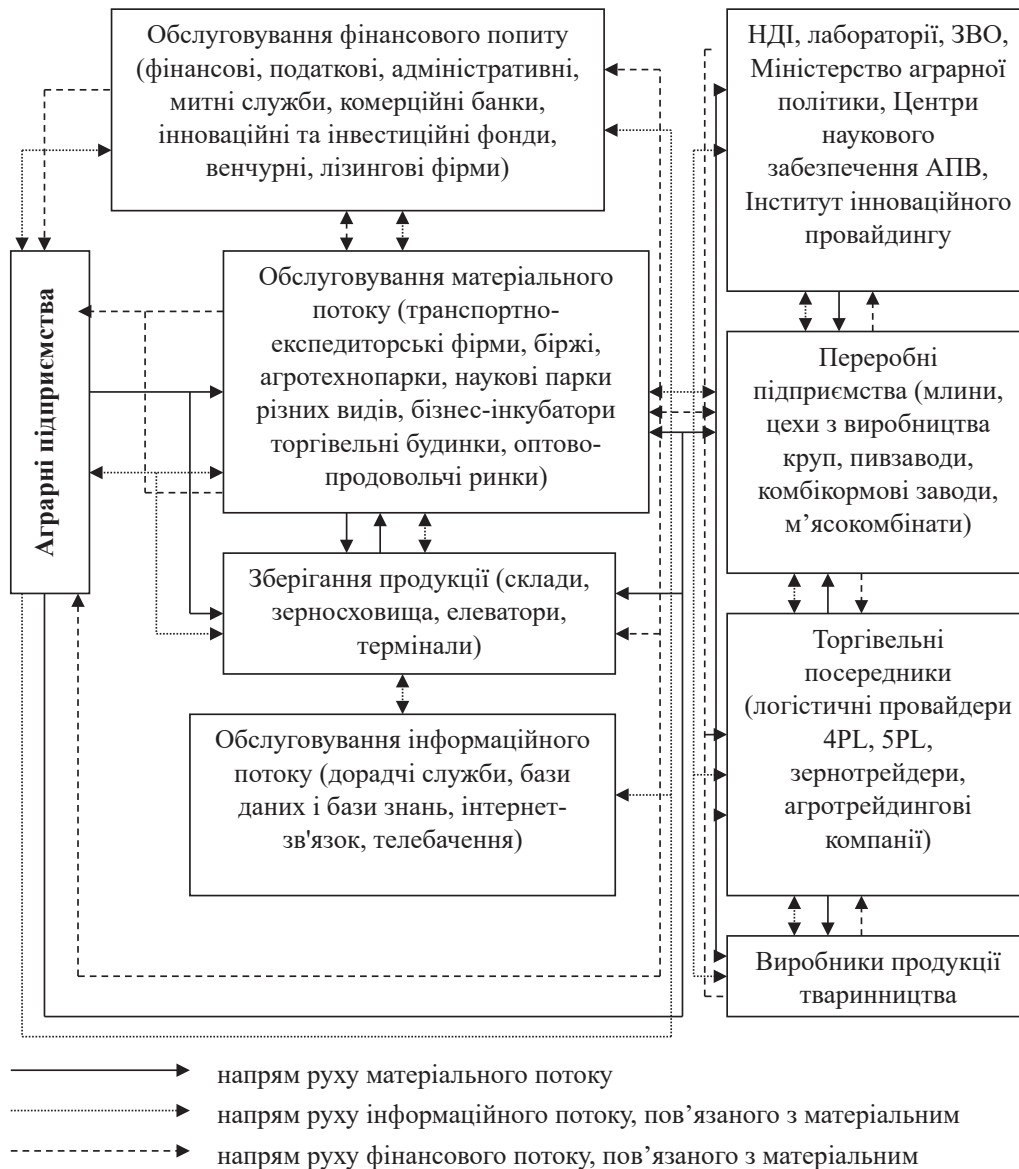 Обслуговування фінансового попиту
(фінансові, податкові, адміністративні,
митні служби, комерційні банки,
інноваційні та інвестиційні фонди,
венчурні, лізингові фірми)
НДІ, лабораторії, ЗВО,
Міністерство аграрної
політики, Центри
наукового
забезпечення АПВ,
Інститут інноваційного
провайдингу
Аграрні підприємства
Обслуговування матеріального
потоку (транспортно-
експедиторські фірми, біржі,
агротехнопарки, наукові парки
різних видів, бізнес-інкубатори
торгівельні будинки, оптово-
продовольчі ринки)
Переробні
підприємства (млини,
цехи з виробництва
круп, пивзаводи,
комбікормові заводи,
м’ясокомбінати)
Зберігання продукції (склади,
зерносховища, елеватори,
термінали)
Торгівельні
посередники
(логістичні провайдери
4PL, 5PL,
зернотрейдери,
агротрейдингові
компанії)
Обслуговування інформаційного
потоку (дорадчі служби, бази
даних і бази знань, інтернет-
зв'язок, телебачення)
Виробники продукції
тваринництва
напрям руху матеріального потоку
напрям руху інформаційного потоку, пов’язаного з матеріальним
напрям руху фінансового потоку, пов’язаного з матеріальним